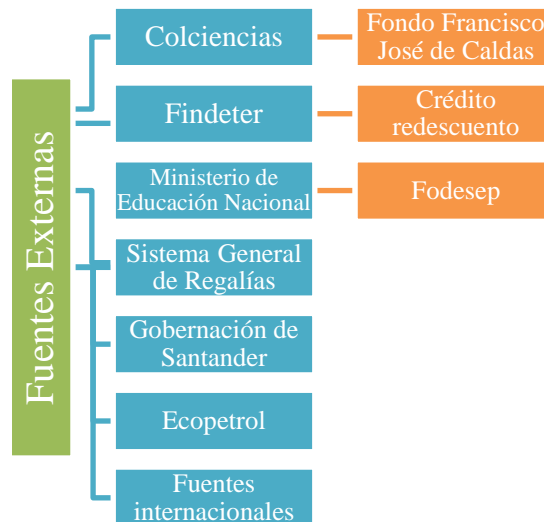 Fuentes Externas
Colciencias
Fondo Francisco
José de Caldas
Findeter
Crédito
redescuento
Ministerio de
Educación Nacional
Fodesep
Sistema General
de Regalías
Gobernación de
Santander
Ecopetrol
Fuentes
internacionales